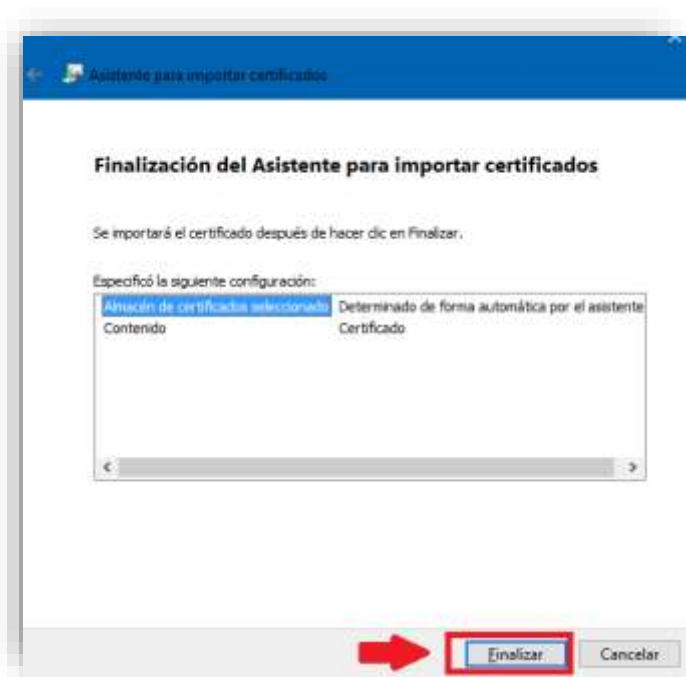 Asistente para importar certificados
Finalización del Asistente para importar certificados
Se importará el certificado después de hacer clic en Finalizar.
Especificó la siguiente configuración:
Almacén de certificados seleccionado Determinado de forma automática por el asistente
Contenido Certificado
Finalizar Cancelar